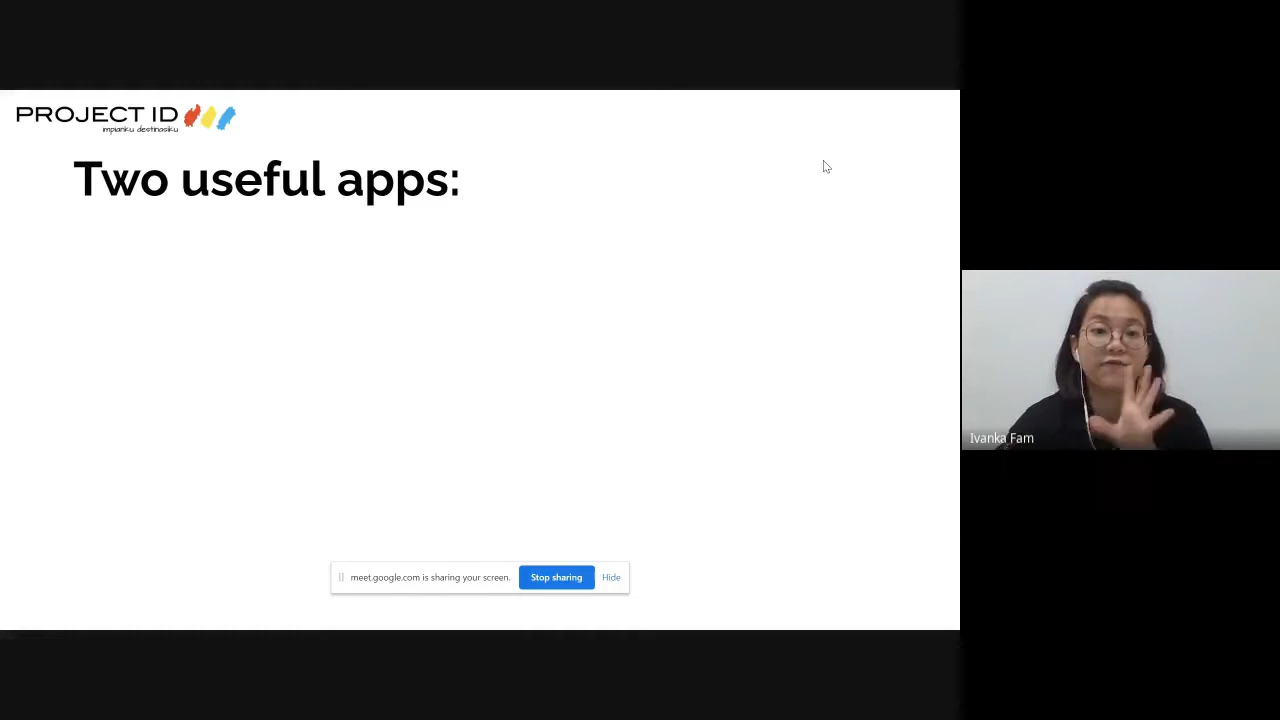 PROJECT ID
impianku destinasiku
Two useful apps:
Ivanka Fam
meet.google.com is sharing your screen.
Stop sharing
Hide